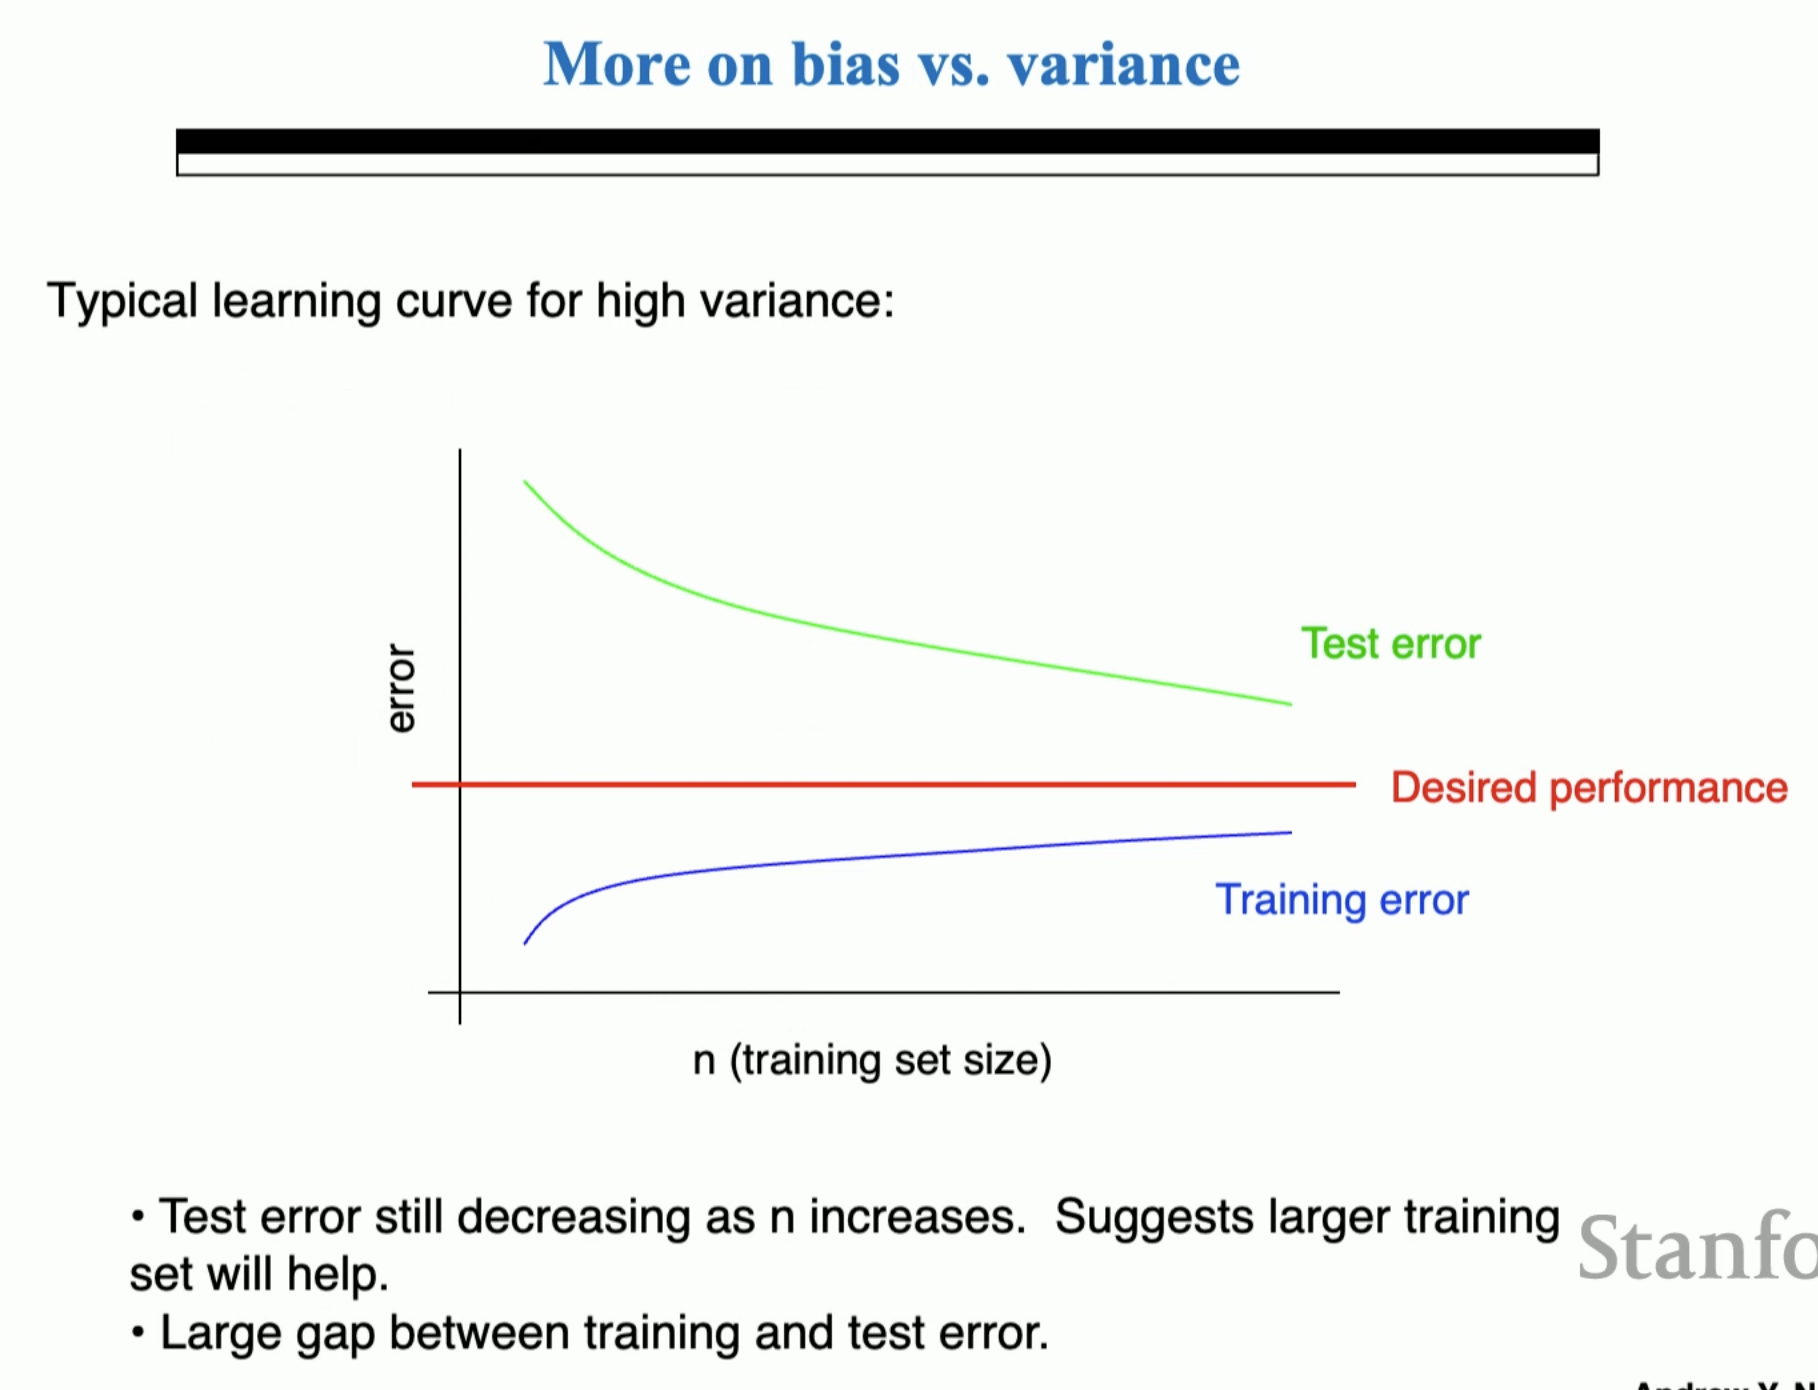 More on bias vs. variance
Typical learning curve for high variance:
error
Test error
Desired performance
Training error
n (training set size)
• Test error still decreasing as n increases.  Suggests larger training
set will help.
• Large gap between training and test error.
Stanfo